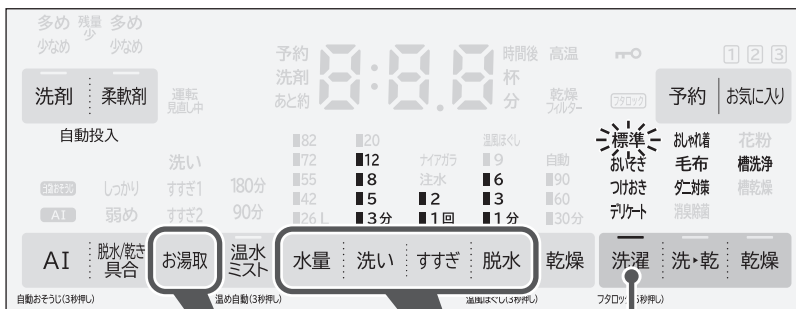 多め 残量少 多め
少なめ 少なめ
予約 8:8.8 時間後 高温 1 2 3
洗剤 杯
あと約 分 乾燥フィルター フタロック
洗剤 柔軟剤 運転見直し中 予約 お気に入り
自動投入
82 20 温風ほぐし 標準 おしゃれ着 花粉
洗い 72 12 ナイアガラ 9 自動 おいそぎ 毛布 槽洗浄
しっかり すすぎ1 180分 55 8 注水 6 90 つけおき ダニ対策 槽乾燥
42 5 2 3 60
AI 弱め すすぎ2 90分 26L 3分 1回 1分 30分 デリケート 消臭除菌
AI 脱水/乾き具合 お湯取 温水ミスト 水量 洗い すすぎ 脱水 乾燥 洗濯 洗・乾 乾燥
自動おそうじ(3秒押し) 温め自動(3秒押し) 温風ほぐし(3秒押し)